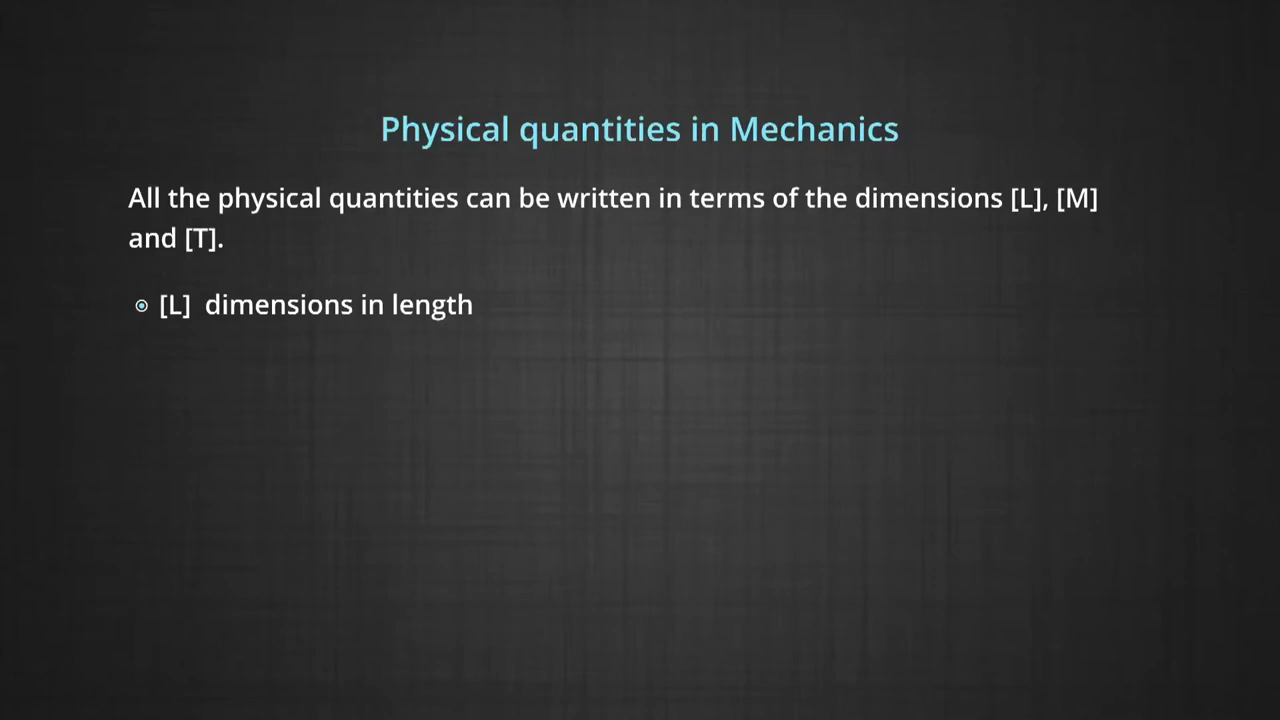 Physical quantities in Mechanics
All the physical quantities can be written in terms of the dimensions [L], [M]
and [T].
[L] dimensions in length